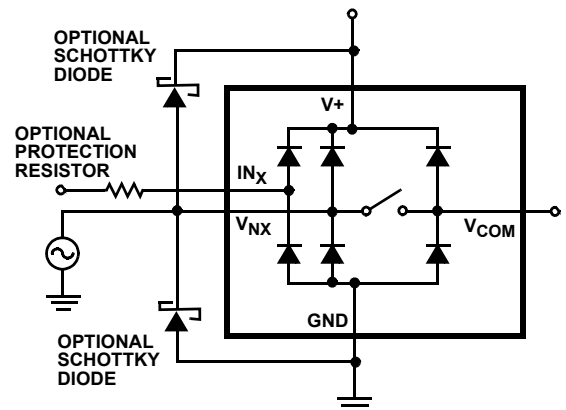 OPTIONAL
SCHOTTKY
DIODE
V+
OPTIONAL
PROTECTION
RESISTOR
INX
VNX
VCOM
GND
OPTIONAL
SCHOTTKY
DIODE